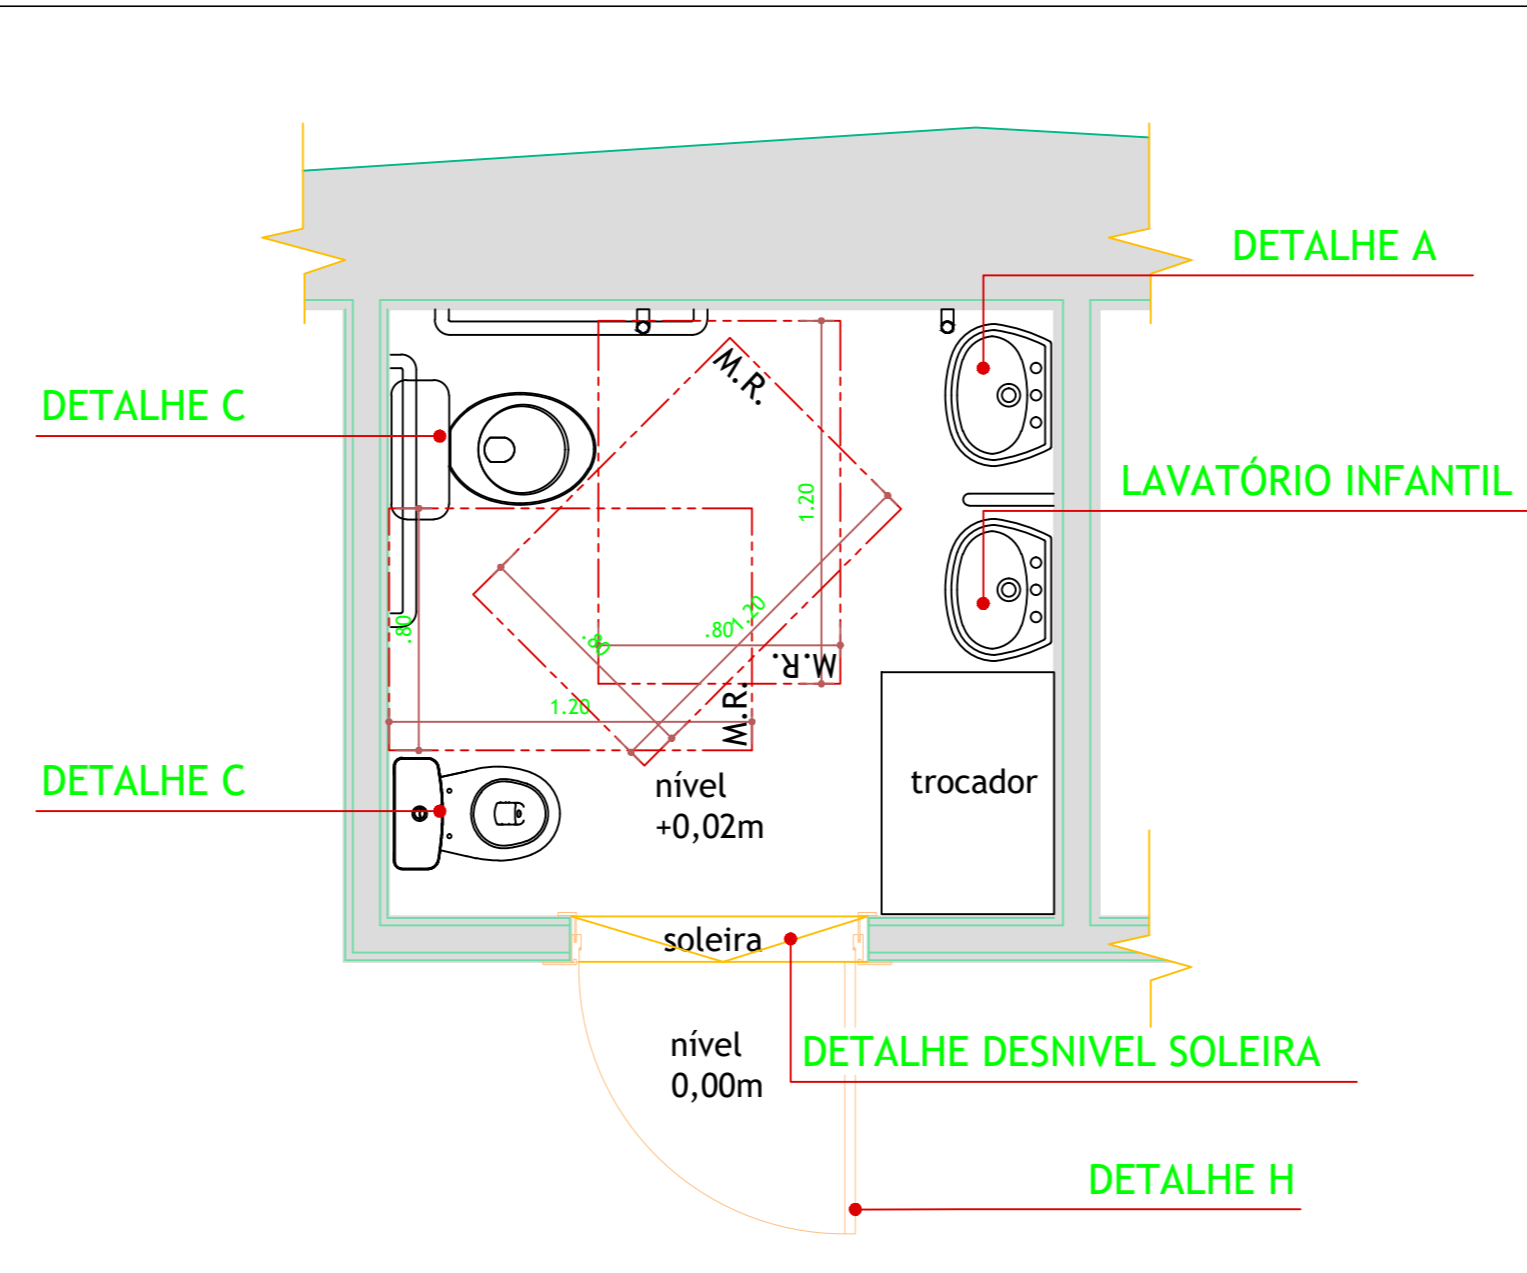 DETALHE A
M.R.
DETALHE C
LAVATÓRIO INFANTIL
1.20
.80
.80
.80
1.20
M.R.
M.R.
1.20
DETALHE C
nível
+0,02m
trocador
soleira
nível
0,00m
DETALHE DESNIVEL SOLEIRA
DETALHE H